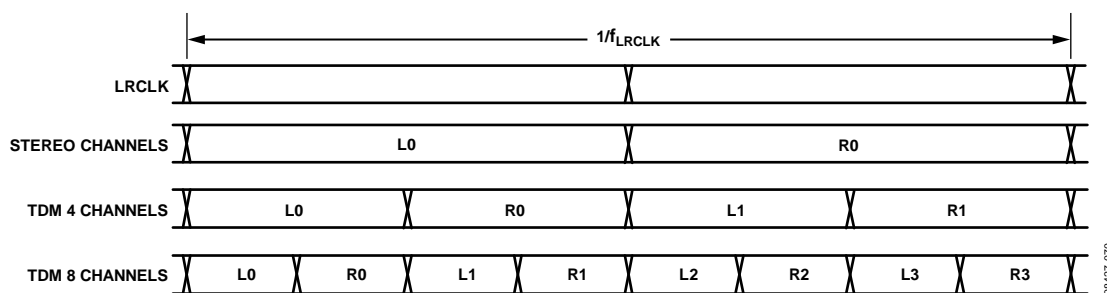 1/fLRCLK
LRCLK
STEREO CHANNELS L0 R0
TDM 4 CHANNELS L0 R0 L1 R1
TDM 8 CHANNELS L0 R0 L1 R1 L2 R2 L3 R3